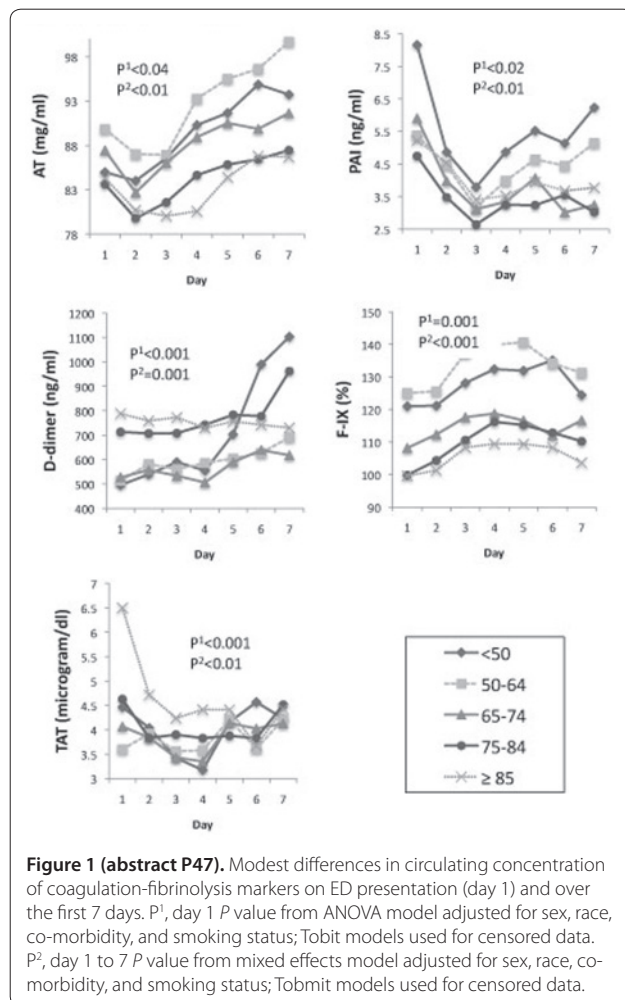 98
93
88
83
78
AT (mg/ml)
P¹<0.04
P²<0.01
1 2 3 4 5 6 7
Day
8.5
7.5
6.5
5.5
4.5
3.5
2.5
PAI (ng/ml)
P¹<0.02
P²<0.01
1 2 3 4 5 6 7
Day
1200
1100
1000
900
800
700
600
500
400
D-dimer (ng/ml)
P¹<0.001
P²=0.001
1 2 3 4 5 6 7
Day
150
140
130
120
110
100
90
F-IX (%)
P¹=0.001
P²<0.001
1 2 3 4 5 6 7
Day
7
6.5
6
5.5
5
4.5
4
3.5
3
TAT (microgram/dl)
P¹<0.001
P²<0.01
1 2 3 4 5 6 7
Day
<50
50-64
65-74
75-84
≥ 85
Figure 1 (abstract P47). Modest differences in circulating concentration
of coagulation-fibrinolysis markers on ED presentation (day 1) and over
the first 7 days. P¹, day 1 P value from ANOVA model adjusted for sex, race,
co-morbidity, and smoking status; Tobit models used for censored data.
P², day 1 to 7 P value from mixed effects model adjusted for sex, race, co-
morbidity, and smoking status; Tobmit models used for censored data.